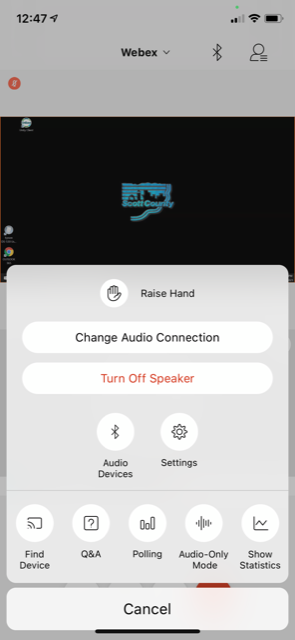 12:47
Webex
Scott County
Raise Hand
Change Audio Connection
Turn Off Speaker
Audio
Devices
Settings
Find
Device
Q&A
Polling
Audio-Only
Mode
Show
Statistics
Cancel